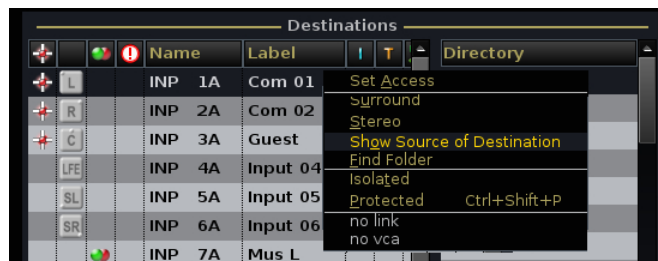 Destinations
Name Label I T Directory
L INP 1A Com 01
R INP 2A Com 02
C INP 3A Guest
LFE INP 4A Input 04
SL INP 5A Input 05
SR INP 6A Input 06
INP 7A Mus L
Set Access
Surround
Stereo
Show Source of Destination
Find Folder
Isolated
Protected Ctrl+Shift+P
no link
no vca